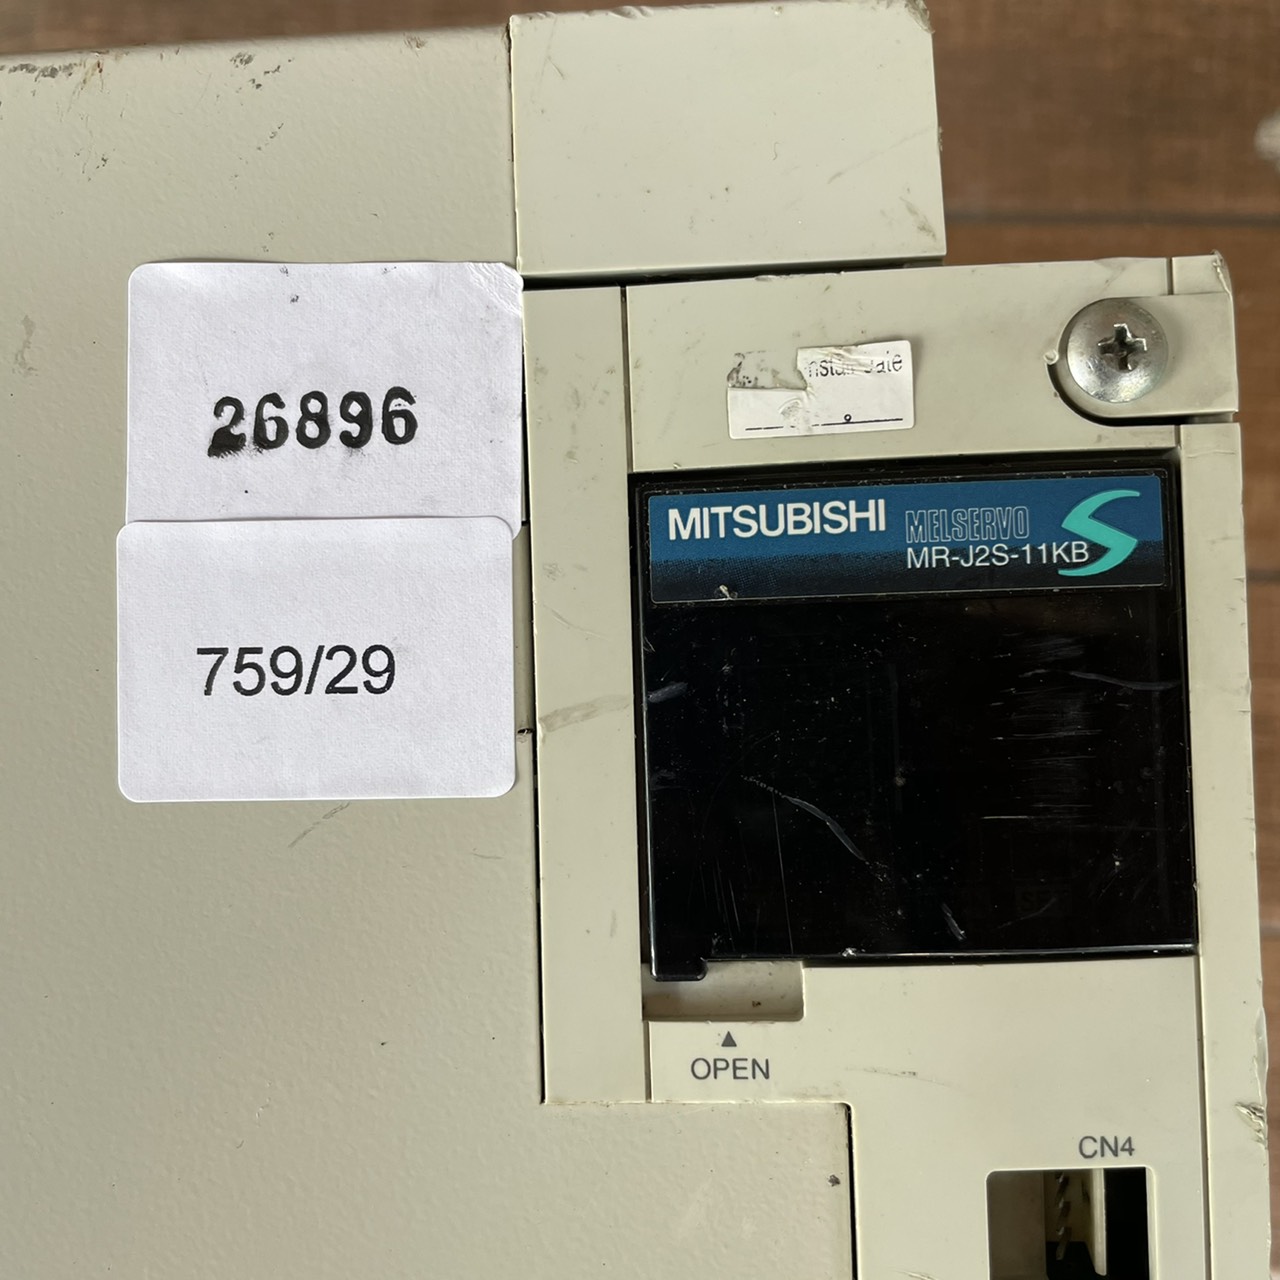 26896
759/29
MITSUBISHI
MELSERVO
MR-J2S-11KB
OPEN
CN4